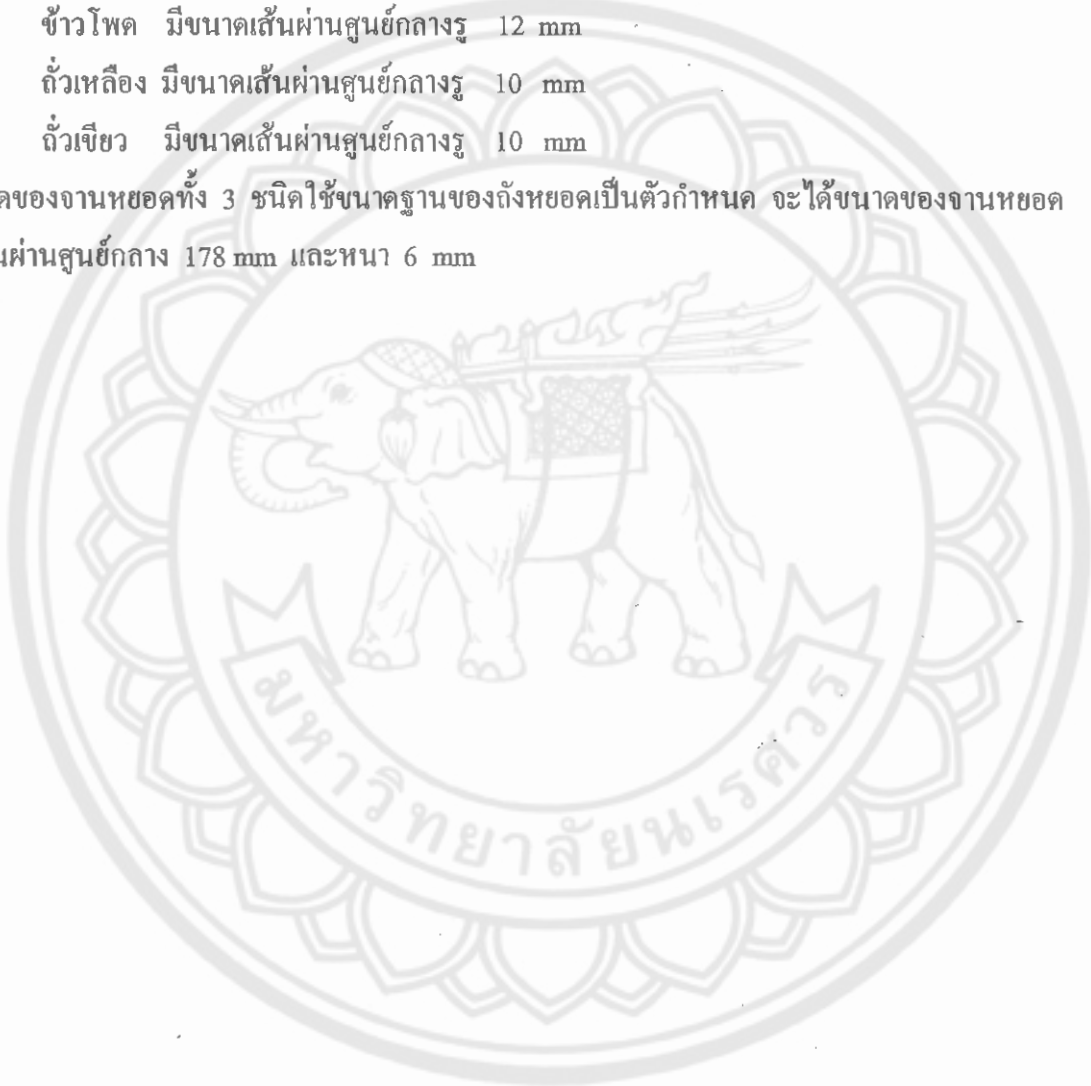 ข้าวโพด มีขนาดเส้นผ่านศูนย์กลางรู 12 mm
ถั่วเหลือง มีขนาดเส้นผ่านศูนย์กลางรู 10 mm
ถั่วเขียว มีขนาดเส้นผ่านศูนย์กลางรู 10 mm
ของจานหยอดทั้ง 3 ชนิดใช้ขนาดฐานของถังหยอดเป็นตัวกำหนด จะได้ขนาดของจานหยอด
ผ่านศูนย์กลาง 178 mm และหนา 6 mm
มหาวิทยาลัยนเรศวร